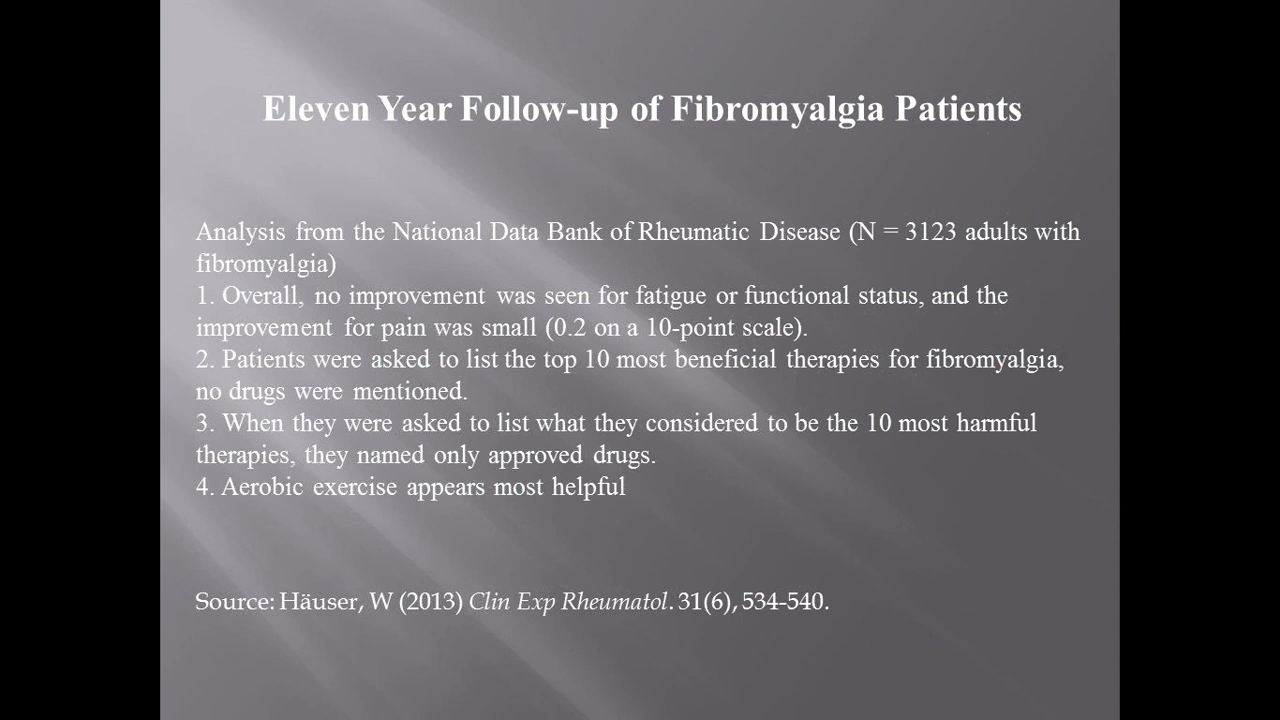 Eleven Year Follow-up of Fibromyalgia Patients
Analysis from the National Data Bank of Rheumatic Disease (N = 3123 adults with
fibromyalgia)
1. Overall, no improvement was seen for fatigue or functional status, and the
improvement for pain was small (0.2 on a 10-point scale).
2. Patients were asked to list the top 10 most beneficial therapies for fibromyalgia,
no drugs were mentioned.
3. When they were asked to list what they considered to be the 10 most harmful
therapies, they named only approved drugs.
4. Aerobic exercise appears most helpful
Source: Häuser, W (2013) Clin Exp Rheumatol. 31(6), 534-540.